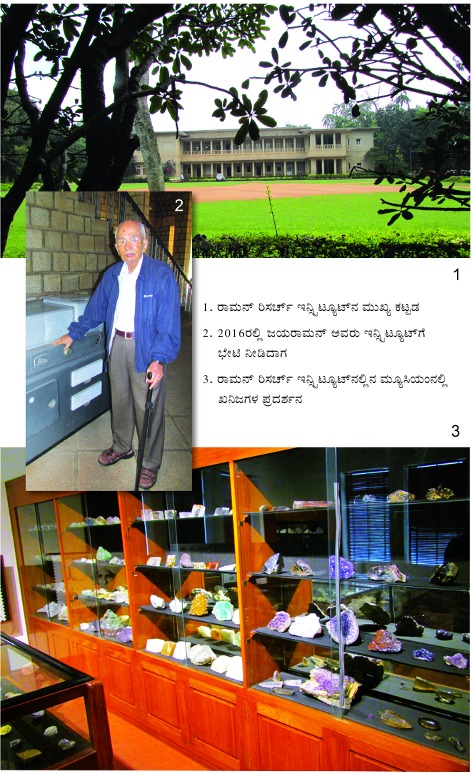 2
1
1. ರಾಮನ್ ರಿಸರ್ಚ್ ಇನ್ಸ್ಟಿಟ್ಯೂಟ್‌ನ ಮುಖ್ಯ ಕಟ್ಟಡ
2. 2016ರಲ್ಲಿ ಜಯರಾಮನ್ ಅವರು ಇನ್ಸ್ಟಿಟ್ಯೂಟ್‌ಗೆ
ಭೇಟಿ ನೀಡಿದಾಗ
3. ರಾಮನ್ ರಿಸರ್ಚ್ ಇನ್ಸ್ಟಿಟ್ಯೂಟ್‌ನಲ್ಲಿನ ಮ್ಯೂಸಿಯಂನಲ್ಲಿ
ಖನಿಜಗಳ ಪ್ರದರ್ಶನ
3